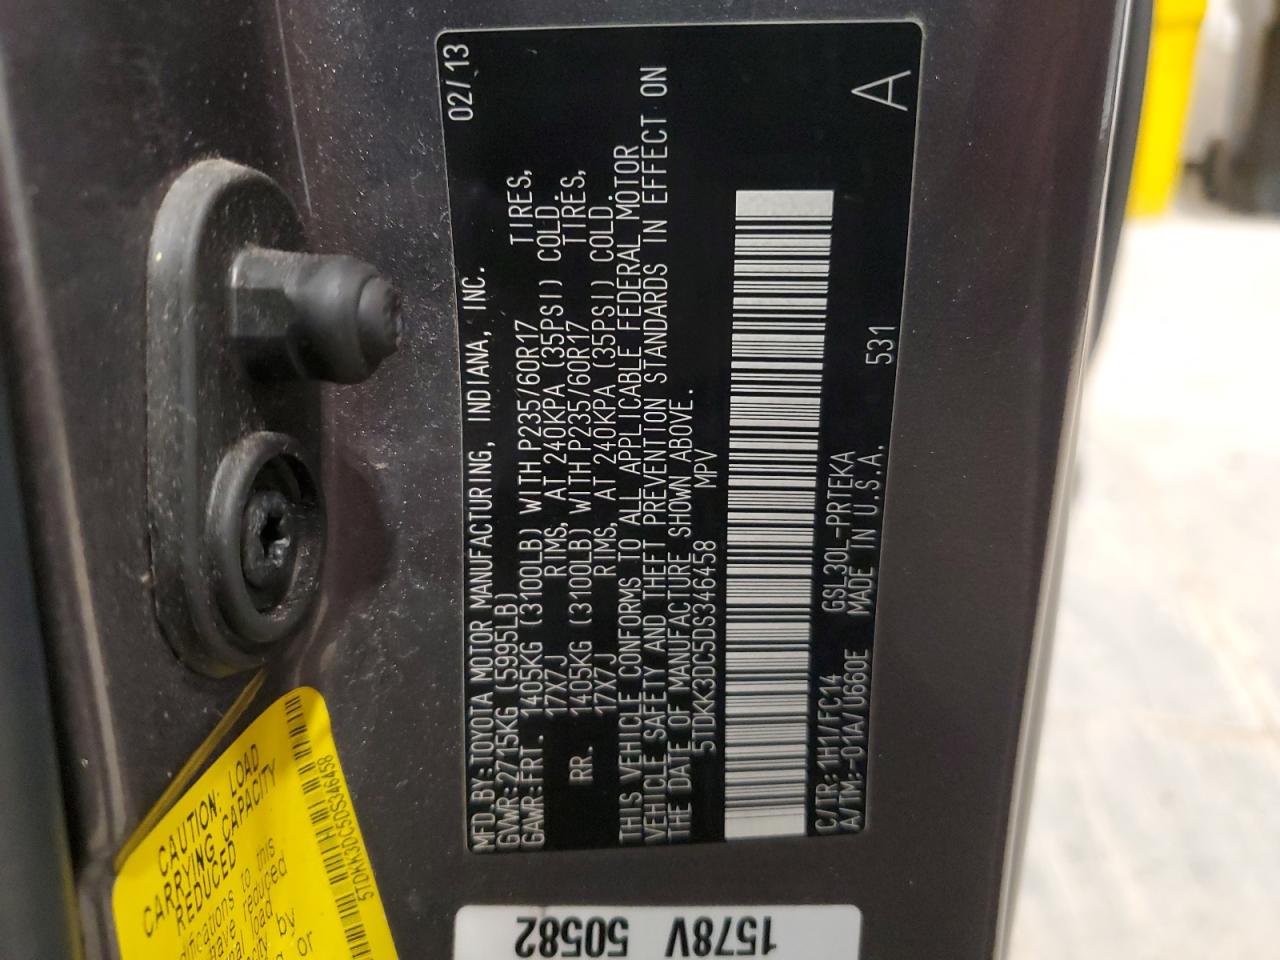 MFD. BY: TOYOTA MOTOR MANUFACTURING, INDIANA, INC. 02/13
GVWR: 2715KG (5995LB)
GAWR: FRT. 1405KG (3100LB) WITH P235/60R17 TIRES,
17X7J RIMS, AT 240KPA (35PSI) COLD.
RR. 1405KG (3100LB) WITH P235/60R17 TIRES,
17X7J RIMS, AT 240KPA (35PSI) COLD.
THIS VEHICLE CONFORMS TO ALL APPLICABLE FEDERAL MOTOR
VEHICLE SAFETY AND THEFT PREVENTION STANDARDS IN EFFECT ON
THE DATE OF MANUFACTURE SHOWN ABOVE.
5TDKK3DC5DS346458 MPV
C/TR: 1H1/FC14 GSL30L-PRTEKA 531 A
A/TM: -01A/U660E MADE IN U.S.A.
CAUTION: LOAD
CARRYING CAPACITY
REDUCED
5TDKK3DC5DS346458
1578V
50582